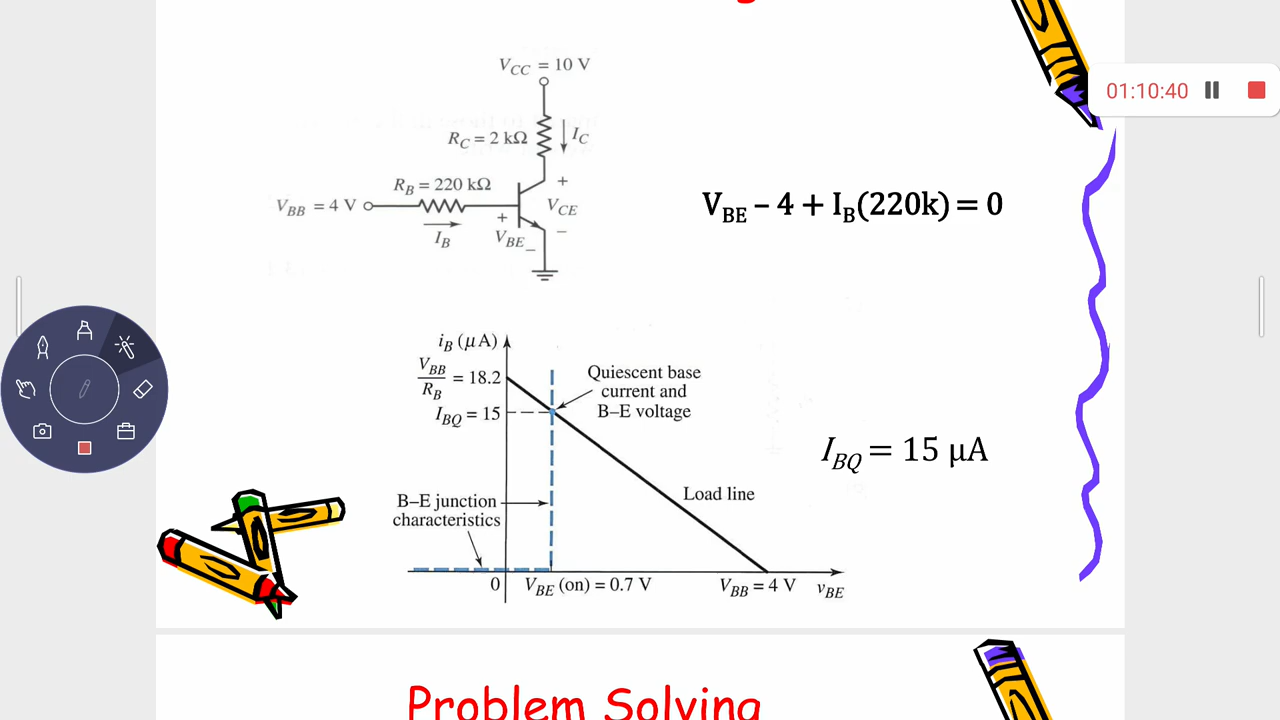 V_CC = 10 V
R_C = 2 kΩ
I_C
R_B = 220 kΩ
+
V_BB = 4 V
V_CE
+
I_B
V_BE
–
–
01:10:40
V_BE – 4 + I_B(220k) = 0
i_B (μA)
V_BB
R_B
= 18.2
I_BQ = 15
Quiescent base
current and
B–E voltage
I_BQ = 15 μA
Load line
B–E junction
characteristics
0
V_BE (on) = 0.7 V
V_BB = 4 V
v_BE
Problem Solving